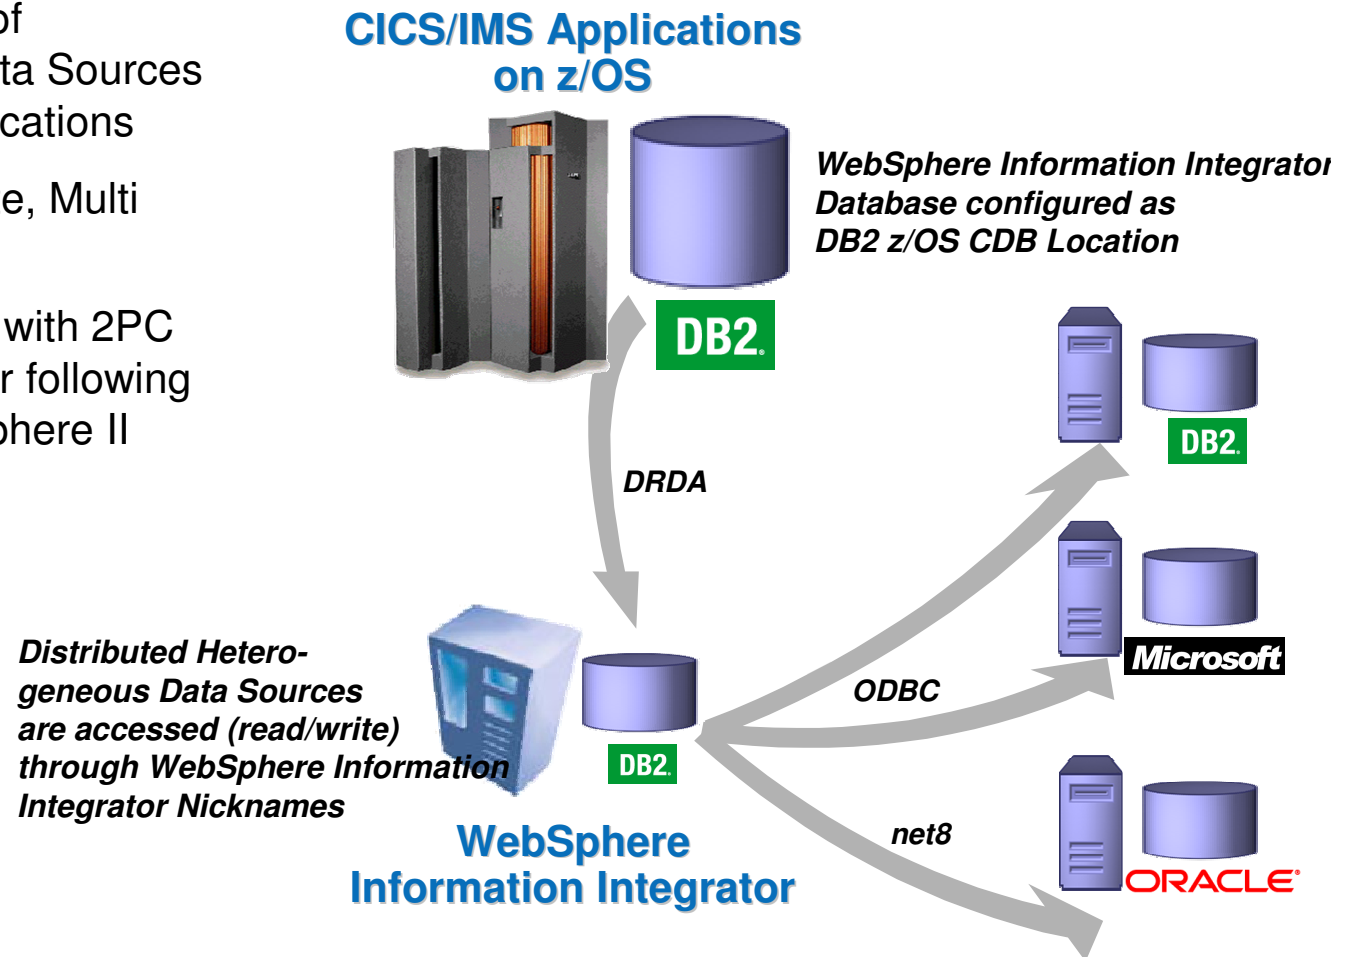 of
ta Sources
cations
e, Multi
with 2PC
r following
phere II
CICS/IMS Applications
on z/OS
WebSphere Information Integrator
Database configured as
DB2 z/OS CDB Location
DB2.
DRDA
DB2.
Microsoft
ODBC
Distributed Hetero-
geneous Data Sources
are accessed (read/write)
through WebSphere Information
Integrator Nicknames
DB2.
WebSphere
Information Integrator
net8
ORACLE